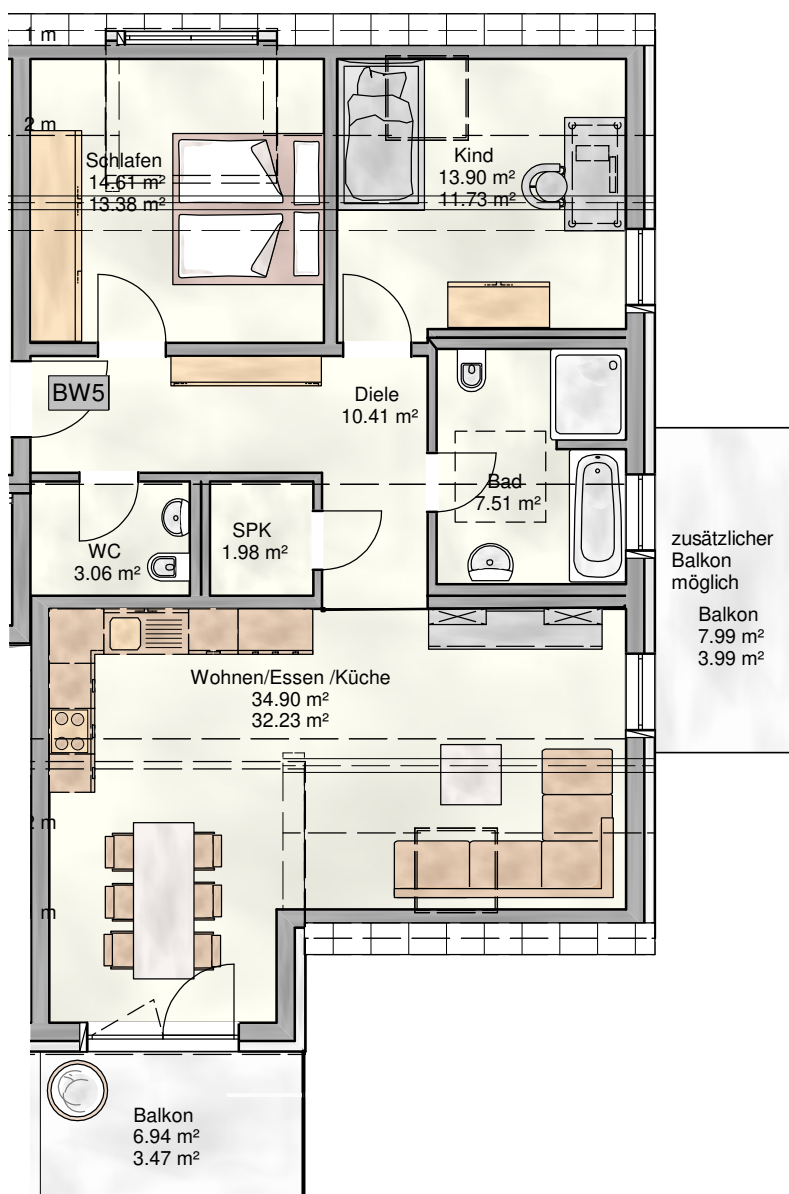 1 m
2 m
Schlafen
14.61 m²
13.38 m²
Kind
13.90 m²
11.73 m²
BW5
Diele
10.41 m²
Bad
7.51 m²
WC
3.06 m²
SPK
1.98 m²
zusätzlicher
Balkon
möglich
Balkon
7.99 m²
3.99 m²
Wohnen/Essen /Küche
34.90 m²
32.23 m²
2 m
m
Balkon
6.94 m²
3.47 m²